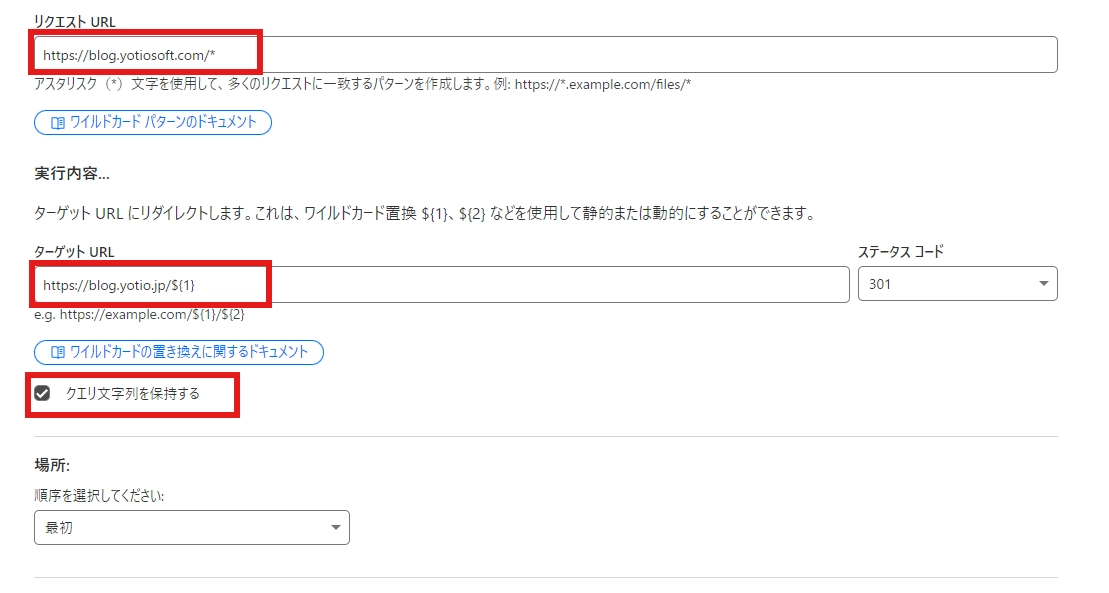 リクエスト URL
https://blog.yotiosoft.com/*
アスタリスク（*）文字を使用して、多くのリクエストに一致するパターンを作成します。例: https://*.example.com/files/*
ワイルドカード パターンのドキュメント
実行内容...
ターゲット URL にリダイレクトします。これは、ワイルドカード置換 ${1}、${2} などを使用して静的または動的にすることができます。
ターゲット URL
ステータス コード
https://blog.yotio.jp/${1}
301
e.g. https://example.com/${1}/${2}
ワイルドカードの置き換えに関するドキュメント
クエリ文字列を保持する
場所:
順序を選択してください:
最初